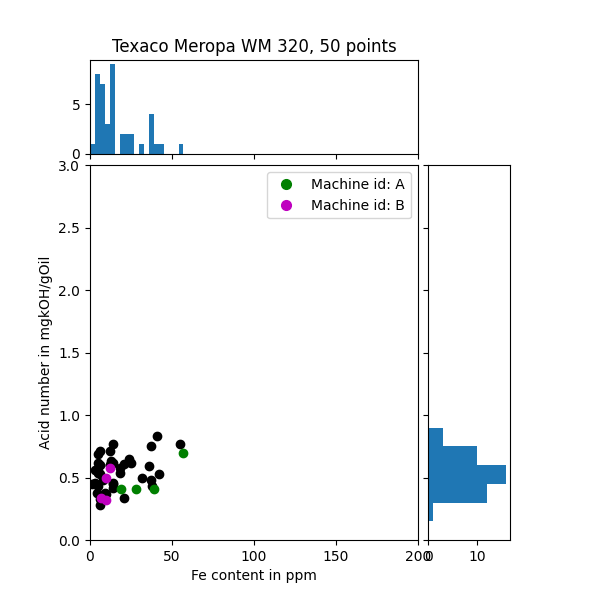 Texaco Meropa WM 320, 50 points
5
0
3.0
2.5
2.0
1.5
1.0
0.5
0.0
Acid number in mgkOH/gOil
Machine id: A
Machine id: B
0 50 100 150 200
0 10
Fe content in ppm